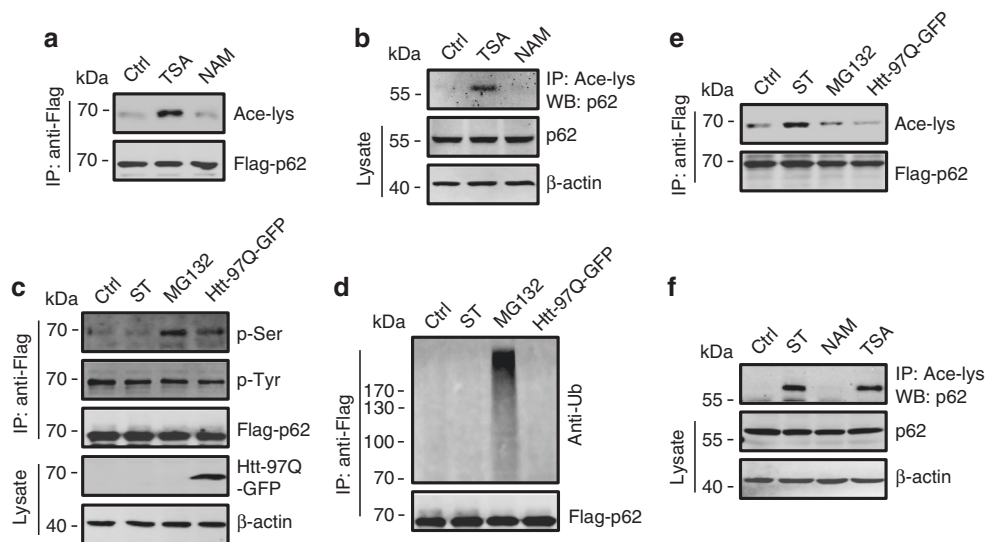 a
kDa
Ctrl
TSA
NAM
IP: anti-Flag
70
Ace-lys
70
Flag-p62
b
Ctrl
TSA
NAM
kDa
55
IP: Ace-lys
WB: p62
Lysate
55
p62
40
β-actin
e
kDa
Ctrl
ST
MG132
Htt-97Q-GFP
IP: anti-Flag
70
Ace-lys
70
Flag-p62
c
kDa
Ctrl
ST
MG132
Htt-97Q-GFP
IP: anti-Flag
70
p-Ser
70
p-Tyr
70
Flag-p62
Lysate
70
Htt-97Q
-GFP
40
β-actin
d
kDa
Ctrl
ST
MG132
Htt-97Q-GFP
IP: anti-Flag
170
130
100
70
Anti-Ub
70
Flag-p62
f
kDa
Ctrl
ST
NAM
TSA
55
IP: Ace-lys
WB: p62
Lysate
55
p62
40
β-actin